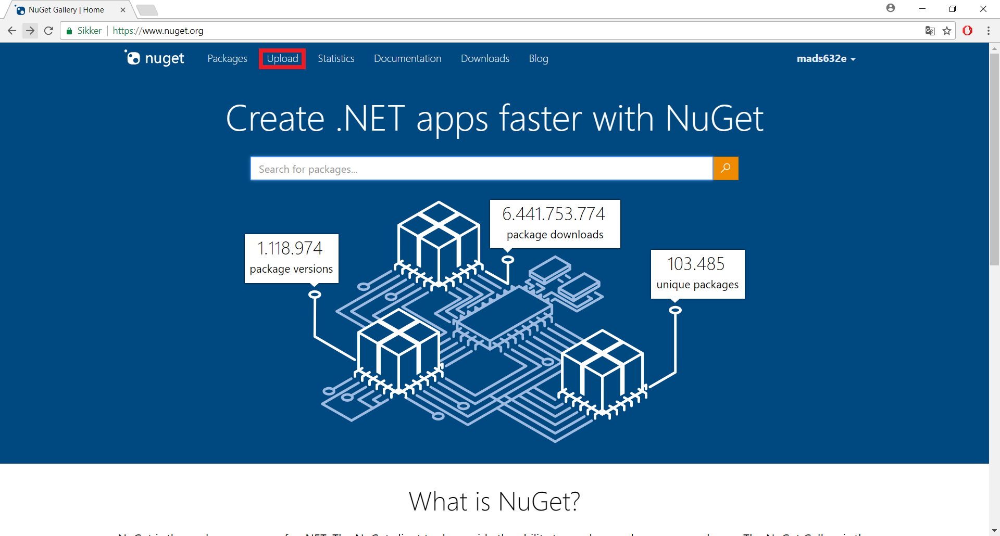 NuGet Gallery | Home
Sikker https://www.nuget.org
nuget Packages Upload Statistics Documentation Downloads Blog mads632e
Create .NET apps faster with NuGet
Search for packages...
6.441.753.774
package downloads
1.118.974
package versions
103.485
unique packages
What is NuGet?